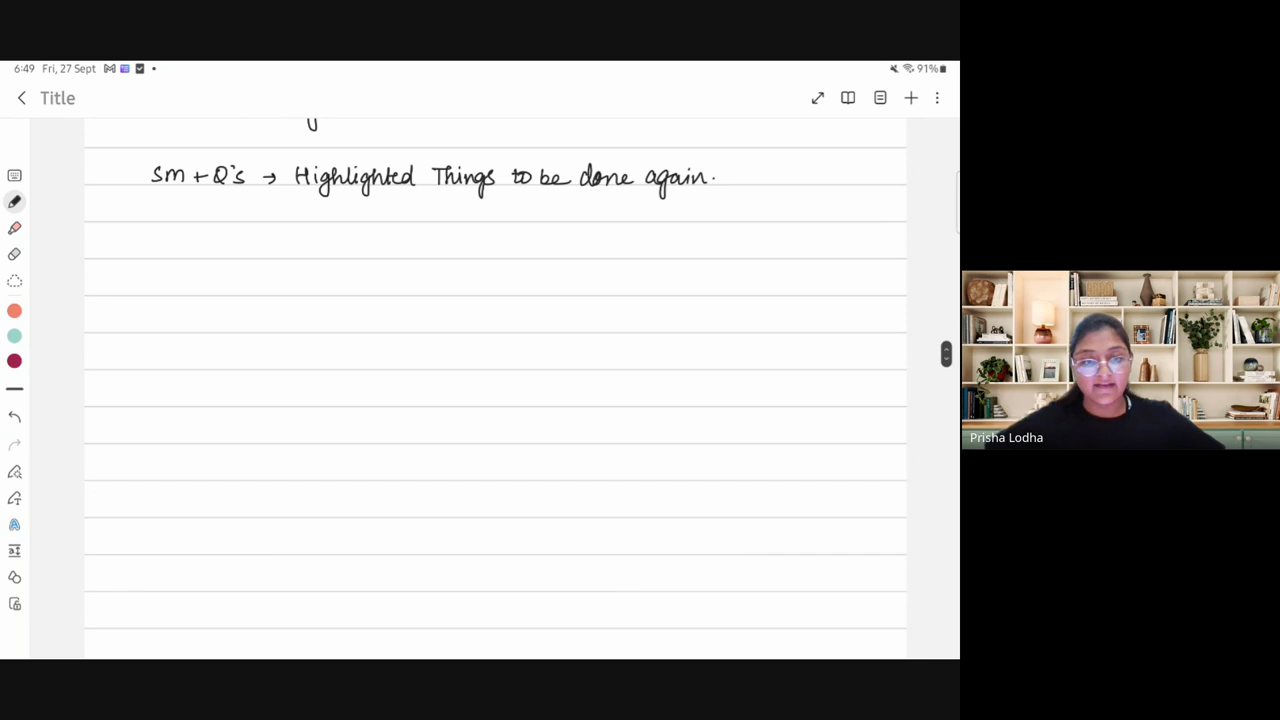 6:49 Fri, 27 Sept
91%
Title
Sm + Q's → Highlighted Things to be done again.
Prisha Lodha